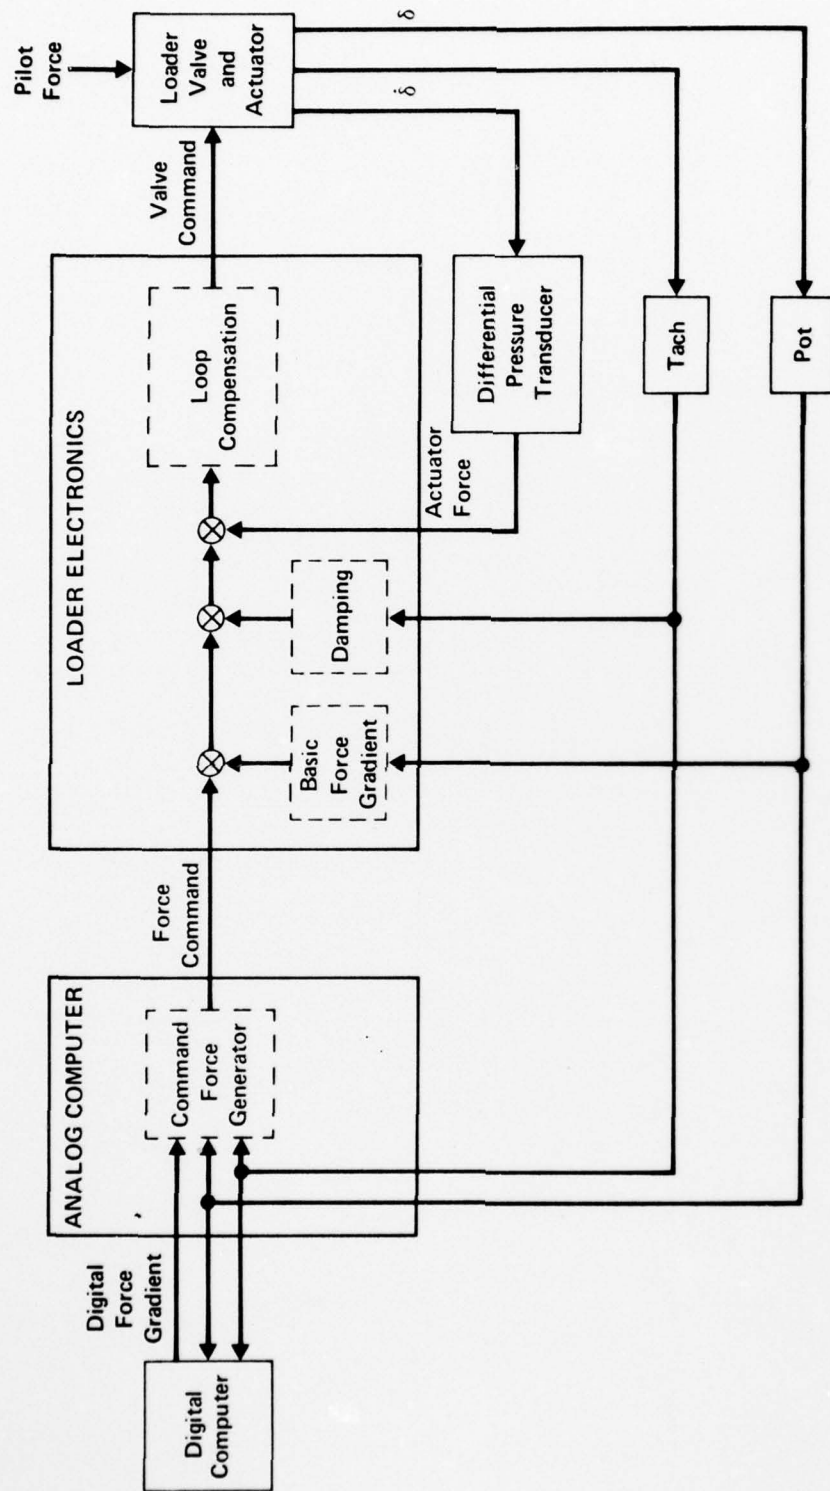 Pilot
Force
Loader
Valve
and
Actuator
Valve
Command
δ̇
δ
LOADER ELECTRONICS
Loop
Compensation
Actuator
Force
Differential
Pressure
Transducer
Damping
Basic
Force
Gradient
Tach
Pot
Force
Command
ANALOG COMPUTER
Command
Force
Generator
Digital
Force
Gradient
Digital
Computer